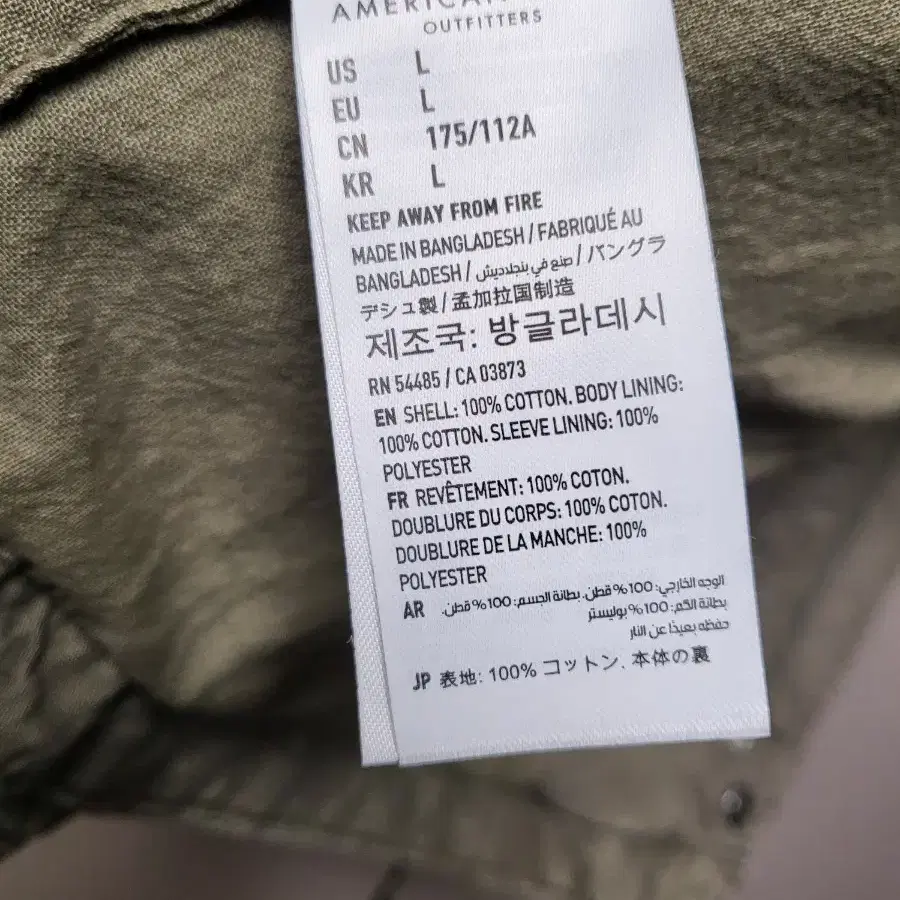 AMERICAN
OUTFITTERS
US L
EU L
CN 175/112A
KR L
KEEP AWAY FROM FIRE
MADE IN BANGLADESH / FABRIQUÉ AU
BANGLADESH / صنع في بنجلاديش / バングラ
デシュ製 / 孟加拉国制造
제조국: 방글라데시
RN 54485 / CA 03873
EN SHELL: 100% COTTON. BODY LINING:
100% COTTON. SLEEVE LINING: 100%
POLYESTER
FR REVÊTEMENT: 100% COTON.
DOUBLURE DU CORPS: 100% COTON.
DOUBLURE DE LA MANCHE: 100%
POLYESTER
AR الوجه الخارجي: 100% قطن. بطانة الجسم: 100% قطن.
بطانة الكم: 100% بوليستر
حفظه بعيدًا عن النار
JP 表地: 100% コットン. 本体の裏